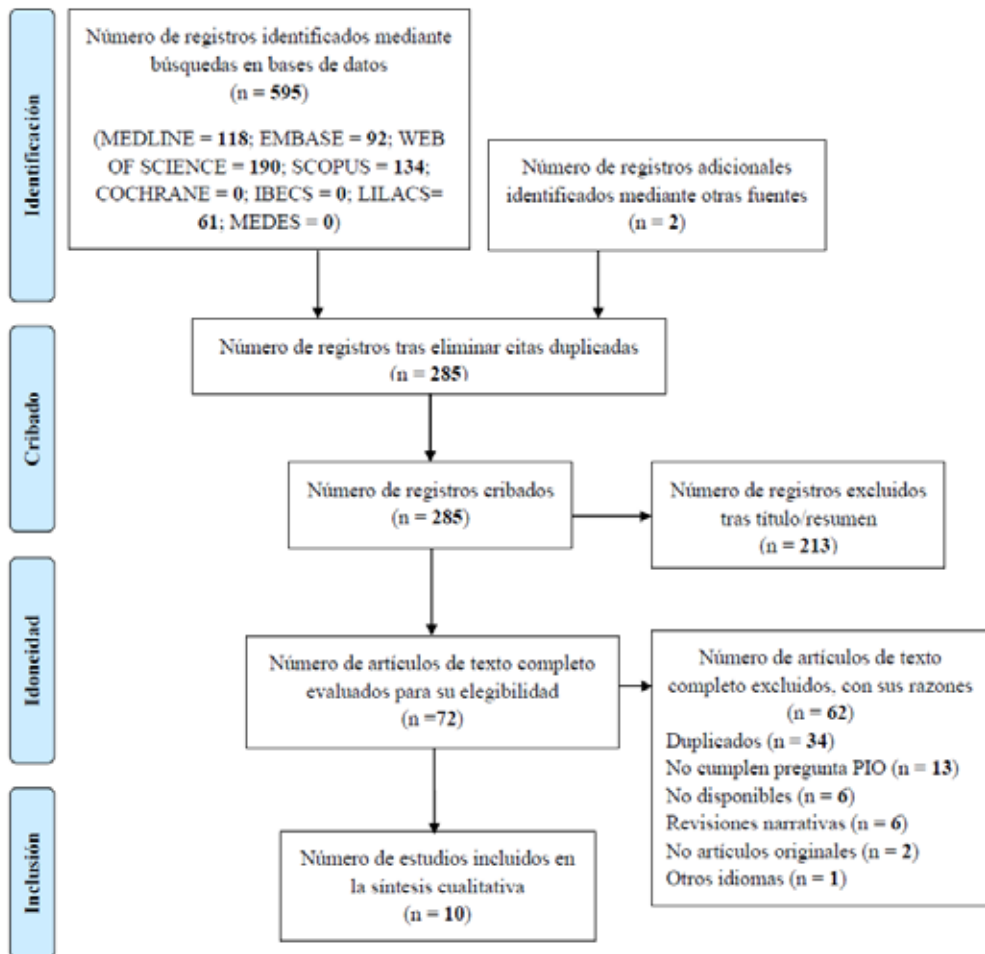 Identificación
Número de registros identificados mediante
búsquedas en bases de datos
(n = 595)
(MEDLINE = 118; EMBASE = 92; WEB
OF SCIENCE = 190; SCOPUS = 134;
COCHRANE = 0; IBECS = 0; LILACS=
61; MEDES = 0)
Número de registros adicionales
identificados mediante otras fuentes
(n = 2)
Cribado
Número de registros tras eliminar citas duplicadas
(n = 285)
Número de registros cribados
(n = 285)
Número de registros excluidos
tras título/resumen
(n = 213)
Idoneidad
Número de artículos de texto completo
evaluados para su elegibilidad
(n =72)
Número de artículos de texto
completo excluidos, con sus razones
(n = 62)
Duplicados (n = 34)
No cumplen pregunta PIO (n = 13)
No disponibles (n = 6)
Revisiones narrativas (n = 6)
No artículos originales (n = 2)
Otros idiomas (n = 1)
Inclusión
Número de estudios incluidos en
la síntesis cualitativa
(n = 10)